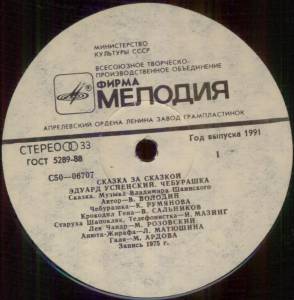 МИНИСТЕРСТВО
КУЛЬТУРЫ СССР
ВСЕСОЮЗНОЕ ТВОРЧЕСКО-
ПРОИЗВОДСТВЕННОЕ ОБЪЕДИНЕНИЕ
ФИРМА
МЕЛОДИЯ
АПРЕЛЕВСКИЙ ОРДЕНА ЛЕНИНА ЗАВОД ГРАМПЛАСТИНОК
СТЕРЕО 33
Год выпуска 1991
ГОСТ 5289-88
1
С50—06707
СКАЗКА ЗА СКАЗКОЙ
ЭДУАРД УСПЕНСКИЙ. ЧЕБУРАШКА
Сказка. Музыка Владимира Шаинского
Автор—В. ВОЛОДИН
Чебурашка—К. РУМЯНОВА
Крокодил Гена—В. САЛЬНИКОВ
Старуха Шапокляк, Телефонистка—И. МАЗИНГ
Лев Чандр—М. РОЗОВСКИЙ
Анюта-Жирафа—Л. МАТЮШИНА
Галя—М. АРДОВА
Запись 1975 г.